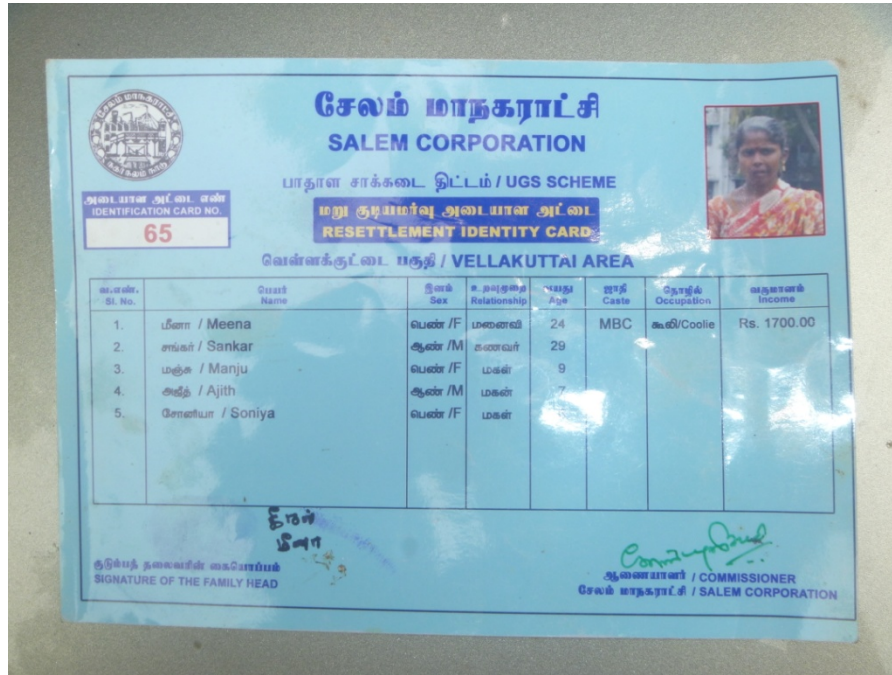 சேலம் மாநகராட்சி
SALEM CORPORATION
பாதாள சாக்கடை திட்டம் / UGS SCHEME
அடையாள அட்டை எண்
IDENTIFICATION CARD NO.
65
மறு குடியமர்வு அடையாள அட்டை
RESETTLEMENT IDENTITY CARD
வெள்ளக்குட்டை பகுதி / VELLAKUTTAI AREA
வ.எண். பெயர் இனம் உறவுமுறை வயது ஜாதி தொழில் வருமானம்
Sl. No. Name Sex Relationship Age Caste Occupation Income
1. மீனா / Meena பெண் /F மனைவி 24 MBC கூலி/Coolie Rs. 1700.00
2. சங்கர் / Sankar ஆண் /M கணவர் 29
3. மஞ்சு / Manju பெண் /F மகள் 9
4. அஜீத் / Ajith ஆண் /M மகன் 7
5. சோனியா / Soniya பெண் /F மகள்
மீனா
குடும்பத் தலைவரின் கையொப்பம்
SIGNATURE OF THE FAMILY HEAD
ஆணையாளர் / COMMISSIONER
சேலம் மாநகராட்சி / SALEM CORPORATION